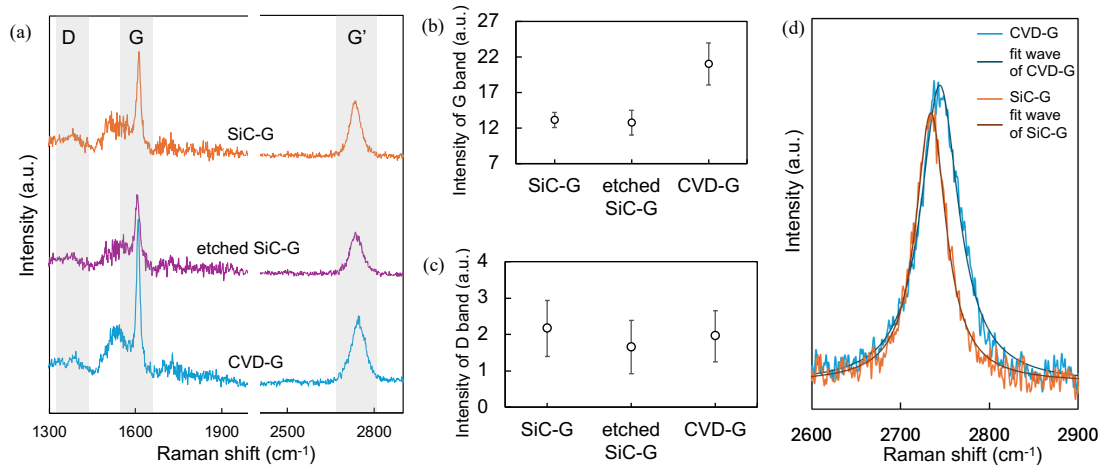 (a)
D
G
G’
SiC-G
etched SiC-G
CVD-G
Intensity (a.u.)
1300
1600
1900
2500
2800
Raman shift (cm-1)
(b)
Intensity of G band (a.u.)
27
22
17
12
7
SiC-G
etched
SiC-G
CVD-G
(c)
Intensity of D band (a.u.)
4
3
2
1
0
SiC-G
etched
SiC-G
CVD-G
(d)
CVD-G
fit wave
of CVD-G
SiC-G
fit wave
of SiC-G
Intensity (a.u.)
2600
2700
2800
2900
Raman shift (cm-1)